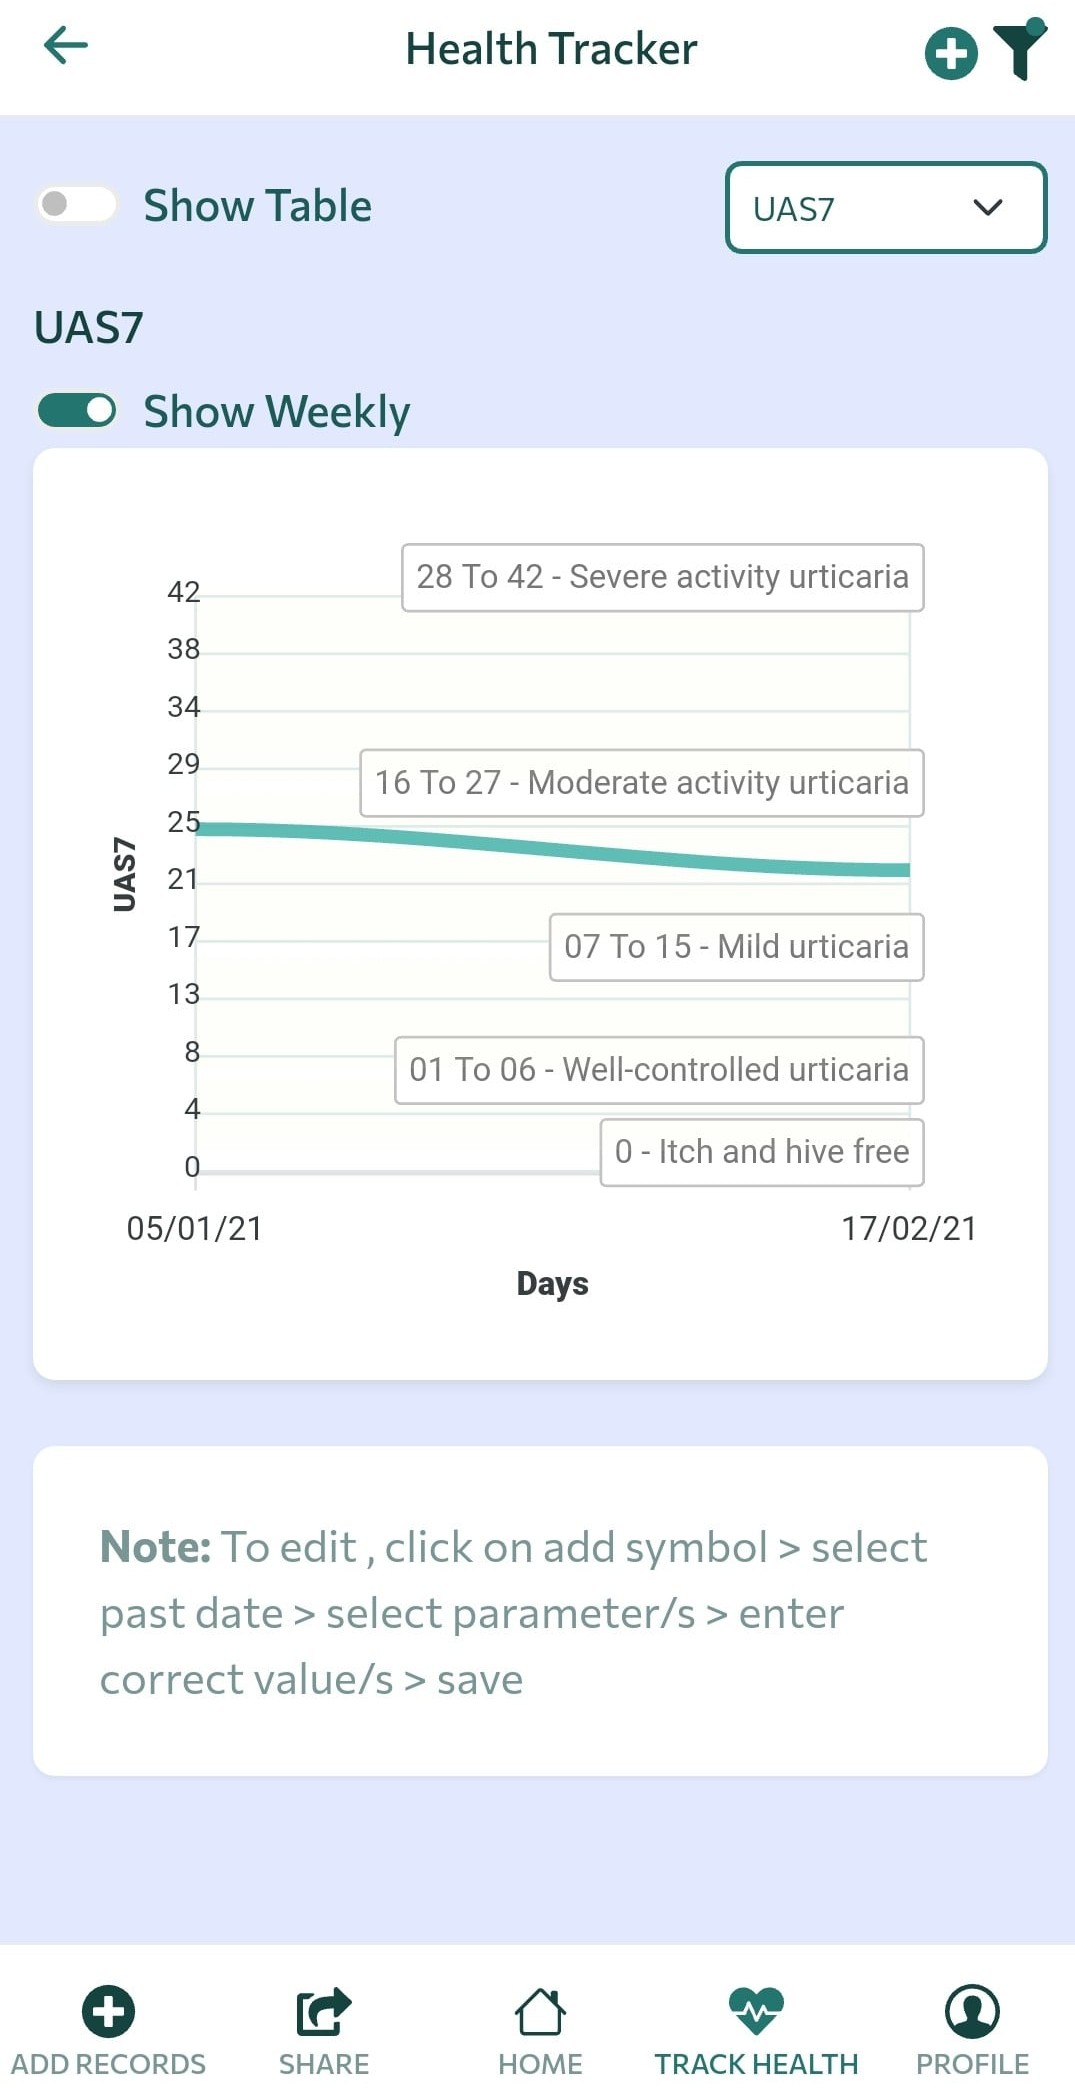 Health Tracker
Show Table
UAS7
UAS7
Show Weekly
42
28 To 42 - Severe activity urticaria
38
34
29
16 To 27 - Moderate activity urticaria
25
UAS7
21
17
07 To 15 - Mild urticaria
13
8
01 To 06 - Well-controlled urticaria
4
0
0 - Itch and hive free
05/01/21 17/02/21
Days
Note: To edit , click on add symbol > select
past date > select parameter/s > enter
correct value/s > save
ADD RECORDS SHARE HOME TRACK HEALTH PROFILE